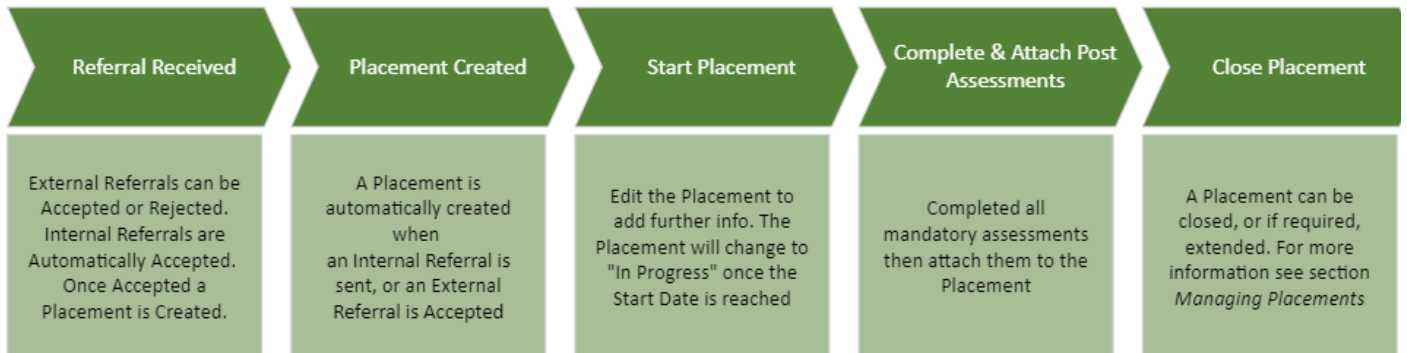 Referral Received
Placement Created
Start Placement
Complete & Attach Post
Assessments
Close Placement
External Referrals can be
Accepted or Rejected.
Internal Referrals are
Automatically Accepted.
Once Accepted a
Placement is Created.
A Placement is
automatically created
when
an Internal Referral is
sent, or an External
Referral is Accepted
Edit the Placement to
add further info. The
Placement will change to
"In Progress" once the
Start Date is reached
Completed all
mandatory assessments
then attach them to the
Placement
A Placement can be
closed, or if required,
extended. For more
information see section
Managing Placements